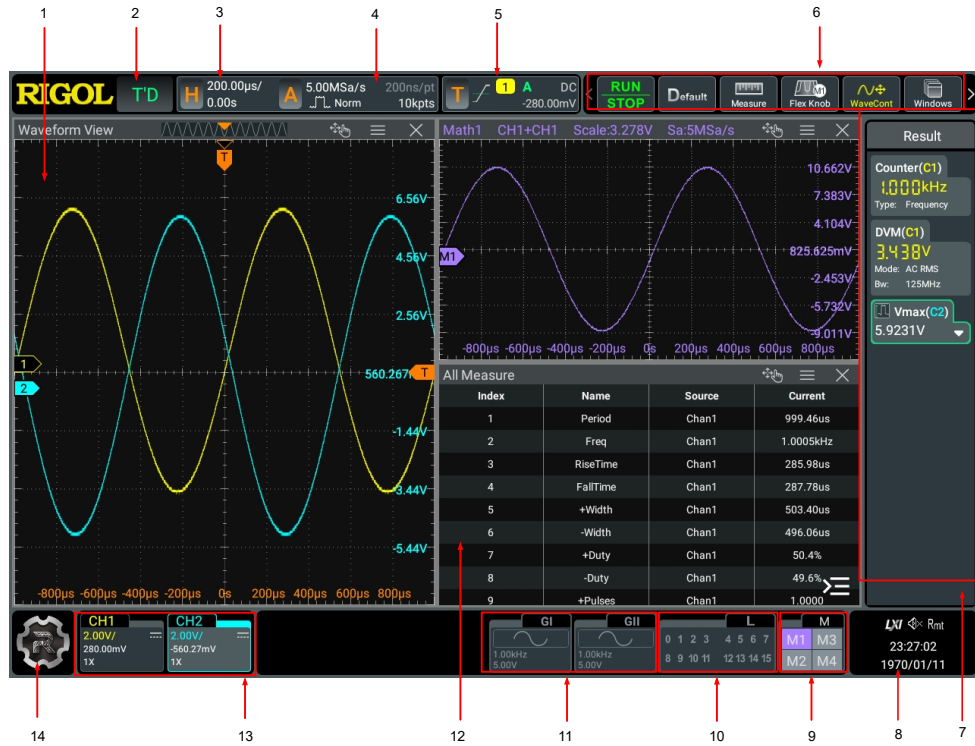 1 2 3 4 5 6
RIGOL T'D H 200.00µs/ A 5.00MSa/s 200ns/pt T 1 A DC RUN Default Measure Flex Knob WaveCont Windows
0.00s Norm 10kpts -280.00mV STOP M1
Waveform View
T
6.56V
4.56V
2.56V
1
560.267 T
2
-1.44V
-3.44V
-5.44V
-800µs -600µs -400µs -200µs 0s 200µs 400µs 600µs 800µs
Math1 CH1+CH1 Scale:3.278V Sa:5MSa/s
10.662V
7.383V
4.104V
M1 825.625mV
-2.453V
-5.732V
-9.011V
-800µs -600µs -400µs -200µs 0s 200µs 400µs 600µs 800µs
All Measure
Index Name Source Current
1 Period Chan1 999.46us
2 Freq Chan1 1.0005kHz
3 RiseTime Chan1 285.98us
4 FallTime Chan1 287.78us
5 +Width Chan1 503.40us
6 -Width Chan1 496.06us
7 +Duty Chan1 50.4%
8 -Duty Chan1 49.6%
9 +Pulses Chan1 1.0000
Result
Counter(C1)
1.000kHz
Type: Frequency
DVM(C1)
3.438V
Mode: AC RMS
Bw: 125MHz
Vmax(C2)
5.9231V
R
CH1
2.00V/
280.00mV
1X
CH2
2.00V/
-560.27mV
1X
GI
1.00kHz
5.00V
GII
1.00kHz
5.00V
L
0 1 2 3 4 5 6 7
8 9 10 11 12 13 14 15
M
M1 M3
M2 M4
LXI Rmt
23:27:02
1970/01/11
14 13 12 11 10 9 8 7